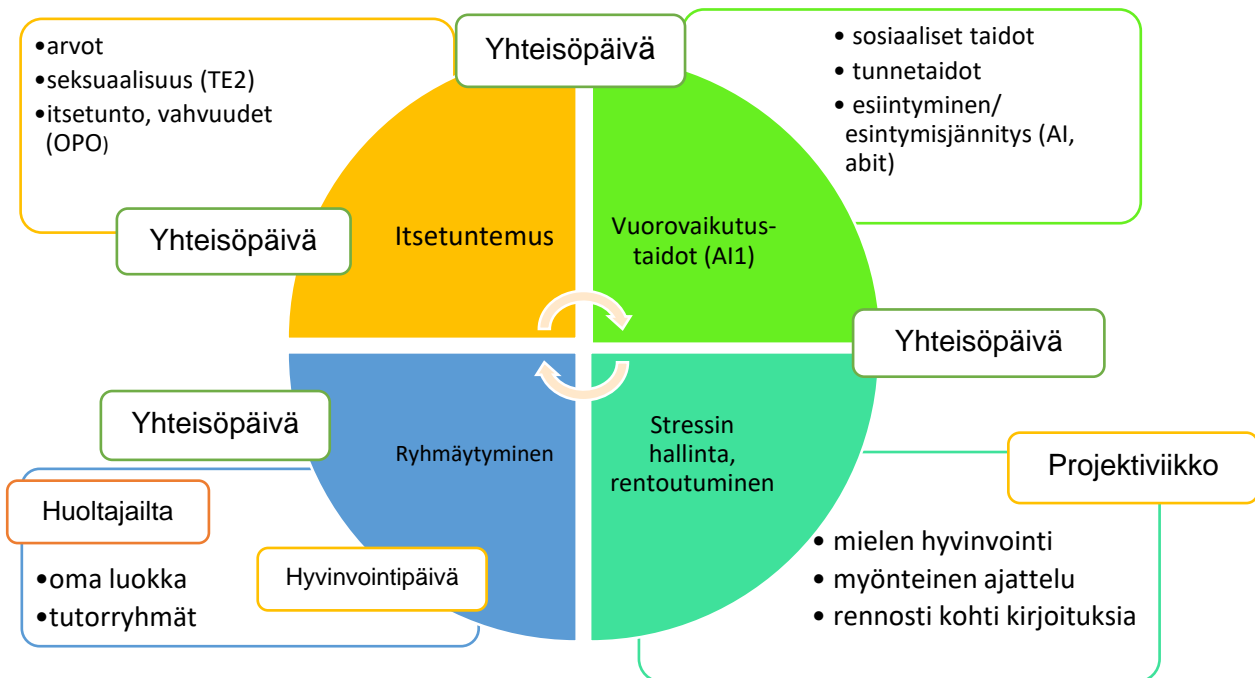 •arvot
•seksuaalisuus (TE2)
•itsetunto, vahvuudet
(OPO)
Yhteisöpäivä
• sosiaaliset taidot
• tunnetaidot
• esiintyminen/
esintymisjännitys (AI,
abit)
Yhteisöpäivä
Itsetuntemus
Vuorovaikutus-
taidot (AI1)
Yhteisöpäivä
Yhteisöpäivä
Ryhmäytyminen
Stressin
hallinta,
rentoutuminen
Projektiviikko
Huoltajailta
•oma luokka
•tutorryhmät
Hyvinvointipäivä
• mielen hyvinvointi
• myönteinen ajattelu
• rennosti kohti kirjoituksia